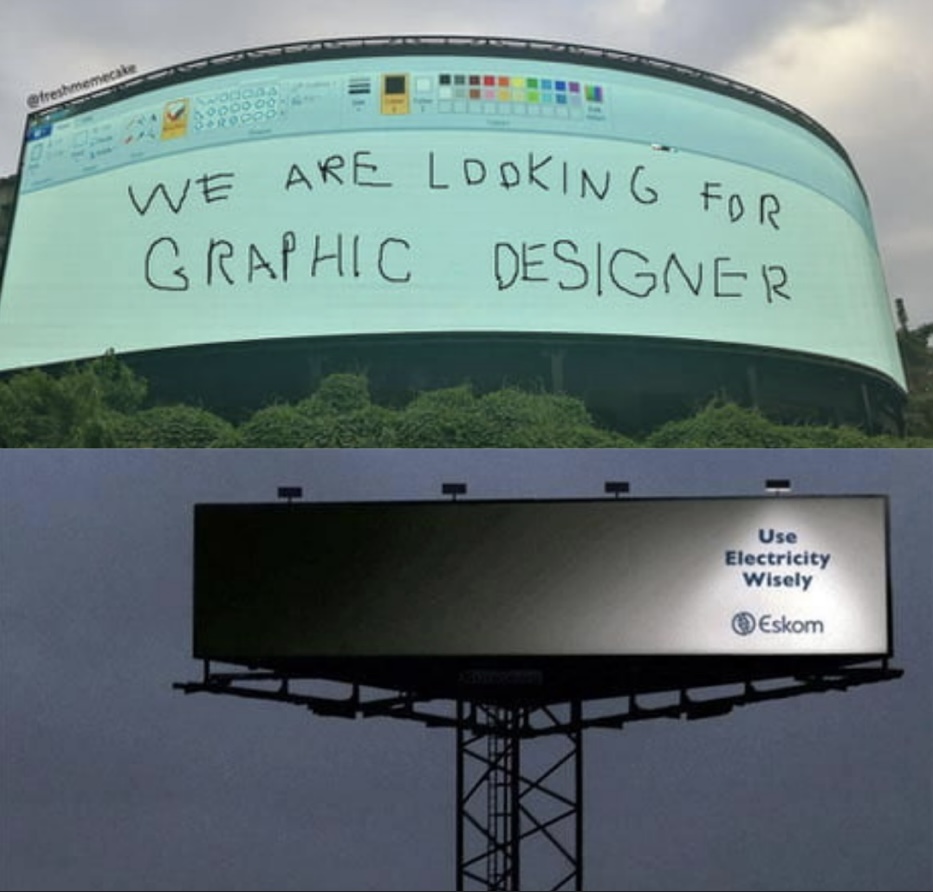 @freshmemecake
WE ARE LOOKING FOR
GRAPHIC DESIGNER
Use
Electricity
Wisely
Eskom